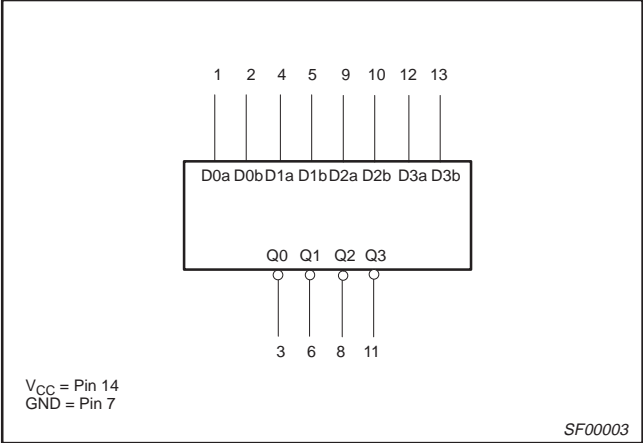 1 2 4 5 9 10 12 13
D0a D0b D1a D1b D2a D2b D3a D3b
Q0 Q1 Q2 Q3
3 6 8 11
VCC = Pin 14
GND = Pin 7
SF00003